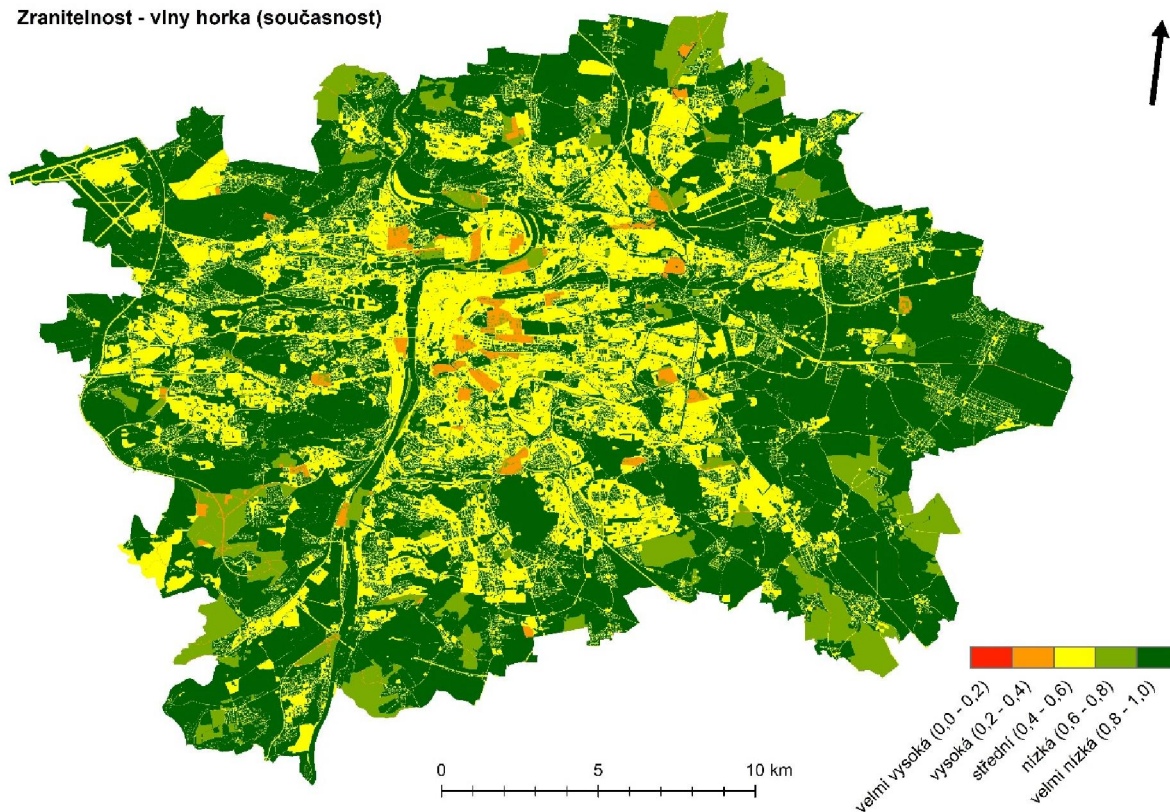 Zranitelnost - vlny horka (současnost)
velmi vysoká (0,0 - 0,2)
vysoká (0,2 - 0,4)
střední (0,4 - 0,6)
nízká (0,6 - 0,8)
velmi nízká (0,8 - 1,0)
0 5 10 km